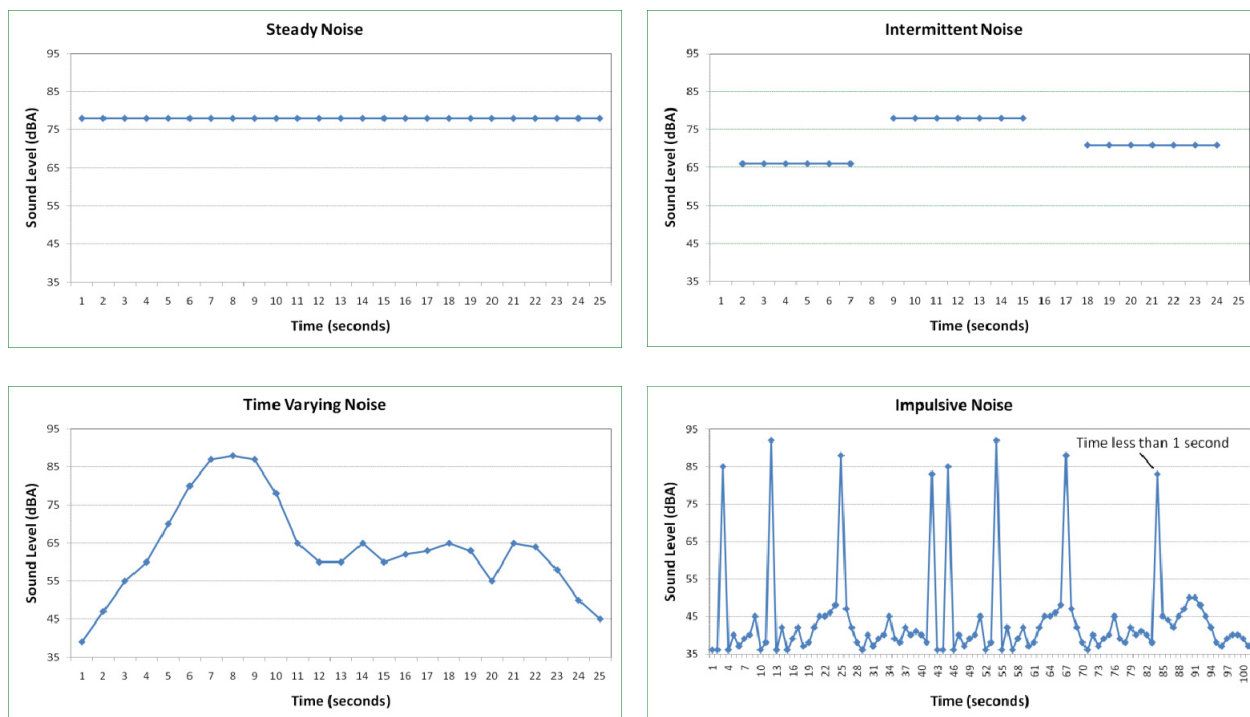 Steady Noise
95
85
75
65
55
45
35
Sound Level (dBA)
1 2 3 4 5 6 7 8 9 10 11 12 13 14 15 16 17 18 19 20 21 22 23 24 25
Time (seconds)
Intermittent Noise
95
85
75
65
55
45
35
Sound Level (dBA)
1 2 3 4 5 6 7 8 9 10 11 12 13 14 15 16 17 18 19 20 21 22 23 24 25
Time (seconds)
Time Varying Noise
95
85
75
65
55
45
35
Sound Level (dBA)
1 2 3 4 5 6 7 8 9 10 11 12 13 14 15 16 17 18 19 20 21 22 23 24 25
Time (seconds)
Impulsive Noise
Time less than 1 second
95
85
75
65
55
45
35
Sound Level (dBA)
1 4 7 10 13 16 19 22 25 28 31 34 37 40 43 46 49 52 55 58 61 64 67 70 73 76 79 82 85 88 91 94 97 100
Time (seconds)